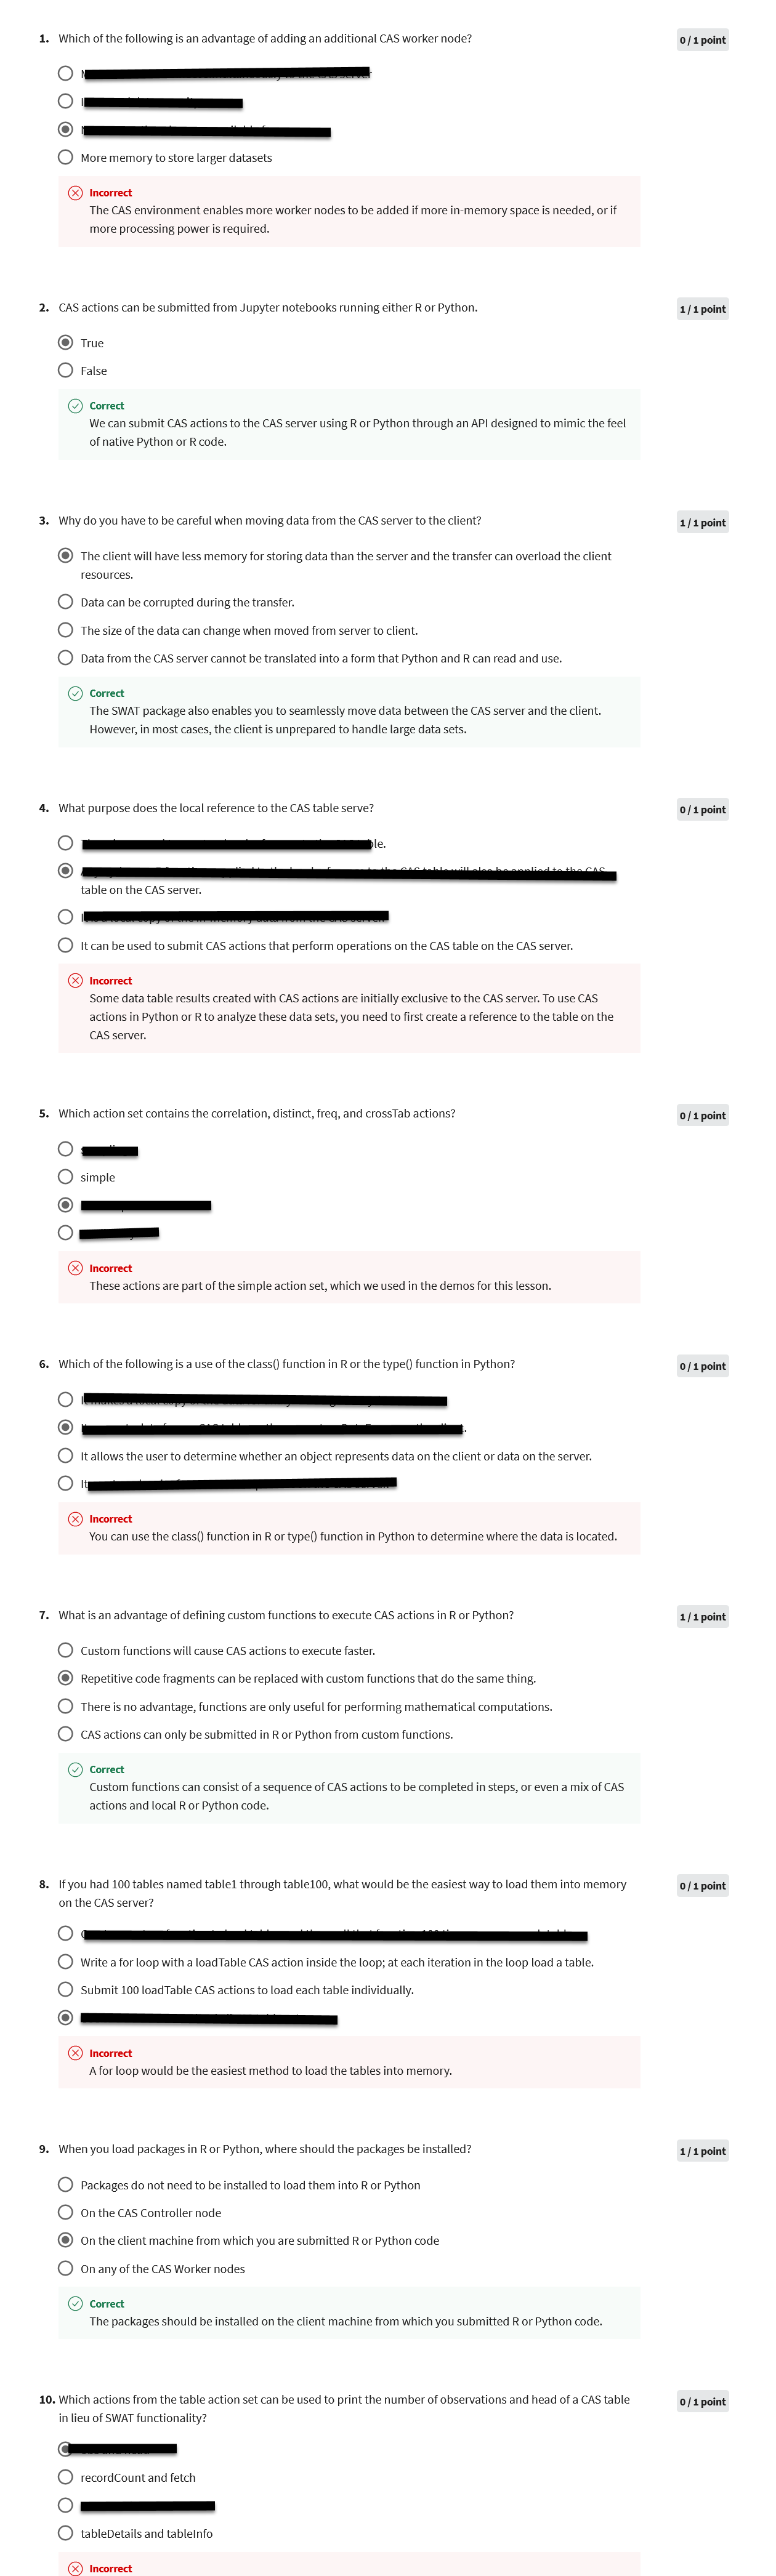 1. Which of the following is an advantage of adding an additional CAS worker node?
0 / 1 point
More memory to store larger datasets
Incorrect
The CAS environment enables more worker nodes to be added if more in-memory space is needed, or if
more processing power is required.
2. CAS actions can be submitted from Jupyter notebooks running either R or Python.
1 / 1 point
True
False
Correct
We can submit CAS actions to the CAS server using R or Python through an API designed to mimic the feel
of native Python or R code.
3. Why do you have to be careful when moving data from the CAS server to the client?
1 / 1 point
The client will have less memory for storing data than the server and the transfer can overload the client
resources.
Data can be corrupted during the transfer.
The size of the data can change when moved from server to client.
Data from the CAS server cannot be translated into a form that Python and R can read and use.
Correct
The SWAT package also enables you to seamlessly move data between the CAS server and the client.
However, in most cases, the client is unprepared to handle large data sets.
4. What purpose does the local reference to the CAS table serve?
0 / 1 point
table on the CAS server.
It can be used to submit CAS actions that perform operations on the CAS table on the CAS server.
Incorrect
Some data table results created with CAS actions are initially exclusive to the CAS server. To use CAS
actions in Python or R to analyze these data sets, you need to first create a reference to the table on the
CAS server.
5. Which action set contains the correlation, distinct, freq, and crossTab actions?
0 / 1 point
simple
Incorrect
These actions are part of the simple action set, which we used in the demos for this lesson.
6. Which of the following is a use of the class() function in R or the type() function in Python?
0 / 1 point
It allows the user to determine whether an object represents data on the client or data on the server.
It
Incorrect
You can use the class() function in R or type() function in Python to determine where the data is located.
7. What is an advantage of defining custom functions to execute CAS actions in R or Python?
1 / 1 point
Custom functions will cause CAS actions to execute faster.
Repetitive code fragments can be replaced with custom functions that do the same thing.
There is no advantage, functions are only useful for performing mathematical computations.
CAS actions can only be submitted in R or Python from custom functions.
Correct
Custom functions can consist of a sequence of CAS actions to be completed in steps, or even a mix of CAS
actions and local R or Python code.
8. If you had 100 tables named table1 through table100, what would be the easiest way to load them into memory
on the CAS server?
0 / 1 point
Write a for loop with a loadTable CAS action inside the loop; at each iteration in the loop load a table.
Submit 100 loadTable CAS actions to load each table individually.
Incorrect
A for loop would be the easiest method to load the tables into memory.
9. When you load packages in R or Python, where should the packages be installed?
1 / 1 point
Packages do not need to be installed to load them into R or Python
On the CAS Controller node
On the client machine from which you are submitted R or Python code
On any of the CAS Worker nodes
Correct
The packages should be installed on the client machine from which you submitted R or Python code.
10. Which actions from the table action set can be used to print the number of observations and head of a CAS table
in lieu of SWAT functionality?
0 / 1 point
recordCount and fetch
tableDetails and tableInfo
Incorrect